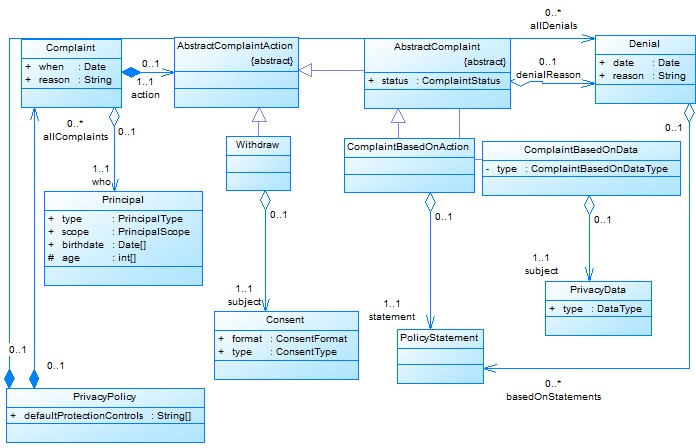 0..*
allDenials
Complaint
+ when : Date
+ reason : String
0..1
1..1
action
AbstractComplaintAction
{abstract}
AbstractComplaint
{abstract}
+ status : ComplaintStatus
0..1
denialReason
Denial
+ date : Date
+ reason : String
0..*
allComplaints
0..1
1..1
who
Withdraw
ComplaintBasedOnAction
ComplaintBasedOnData
- type : ComplaintBasedOnDataType
0..1
Principal
+ type : PrincipalType
+ scope : PrincipalScope
+ birthdate : Date[]
# age : int[]
0..1
0..1
0..1
1..1
subject
1..1
statement
1..1
subject
PrivacyData
+ type : DataType
Consent
+ format : ConsentFormat
+ type : ConsentType
PolicyStatement
0..1
0..1
0..*
basedOnStatements
PrivacyPolicy
+ defaultProtectionControls : String[]